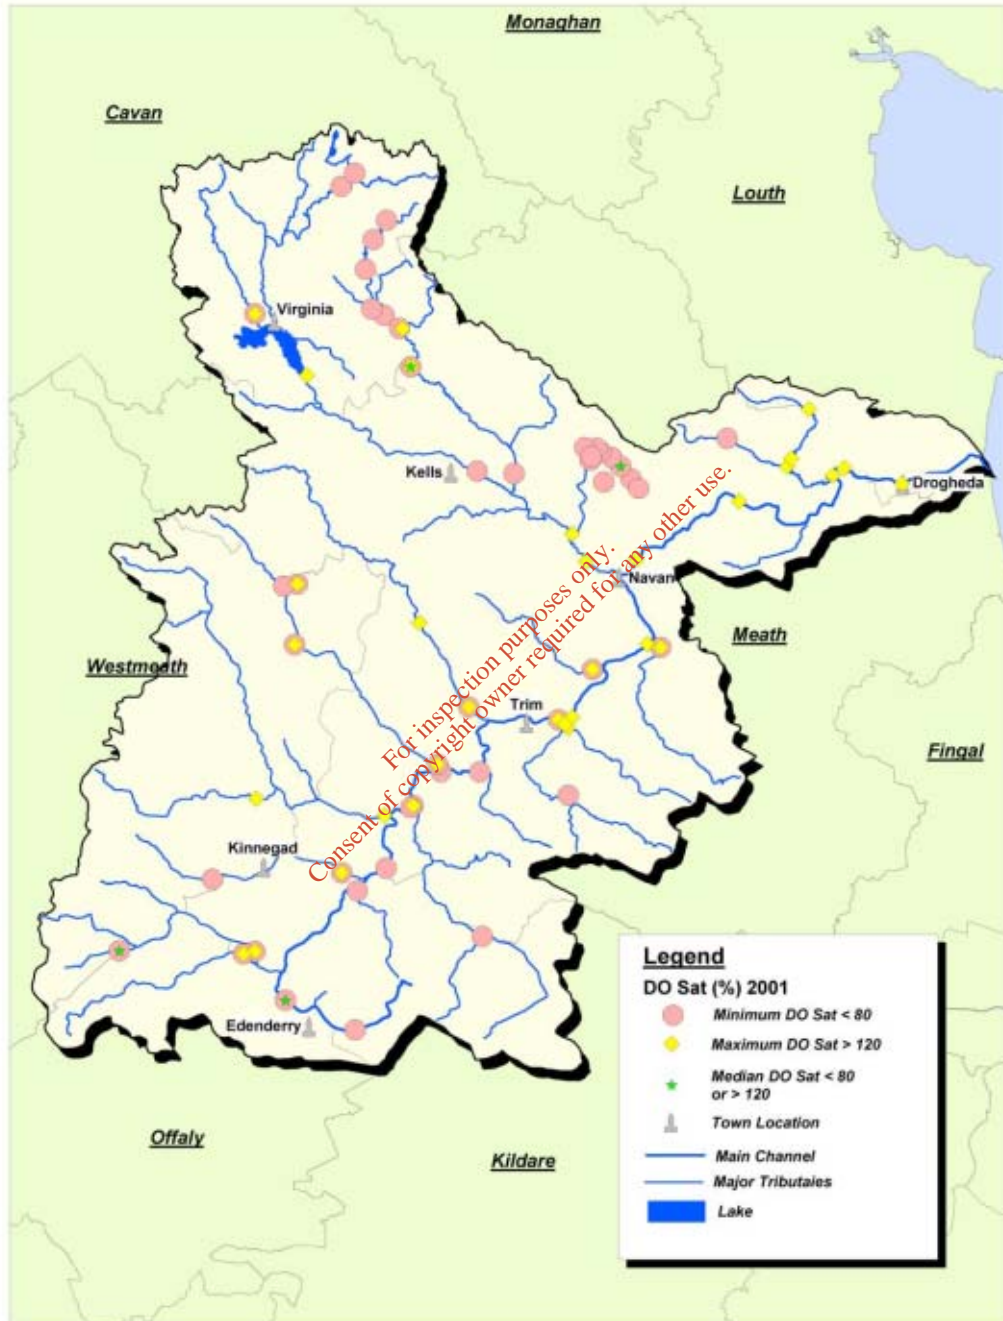 Monaghan
Cavan
Louth
Virginia
Kells
Drogheda
Navan
Meath
Westmeath
Trim
Fingal
Kinnegad
Edenderry
Offaly
Kildare
For inspection purposes only.
Consent of copyright owner required for any other use.
Legend
DO Sat (%) 2001
Minimum DO Sat < 80
Maximum DO Sat > 120
Median DO Sat < 80
or > 120
Town Location
Main Channel
Major Tributaies
Lake